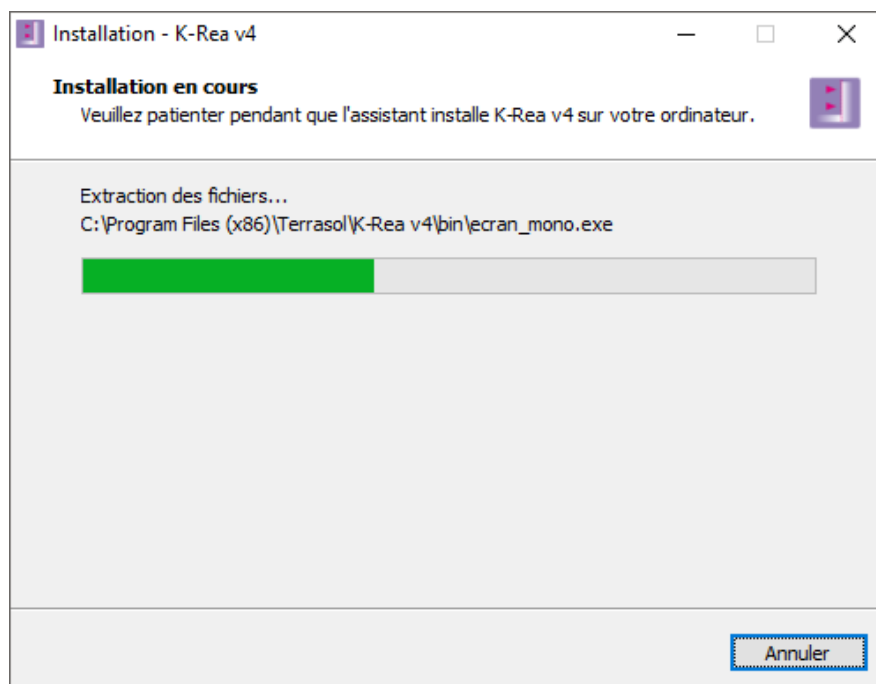 Installation - K-Rea v4
Installation en cours
Veuillez patienter pendant que l'assistant installe K-Rea v4 sur votre ordinateur.
Extraction des fichiers...
C:\Program Files (x86)\Terrasol\K-Rea v4\bin\ecran_mono.exe
Annuler